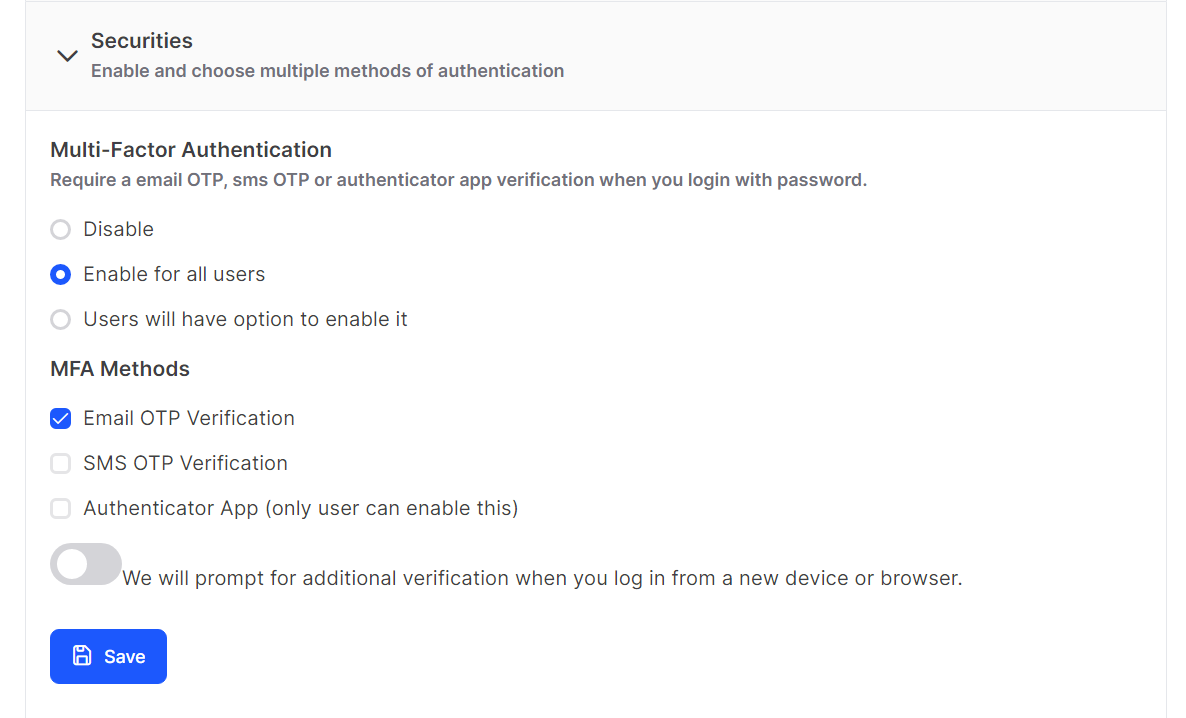 Securities
Enable and choose multiple methods of authentication
Multi-Factor Authentication
Require a email OTP, sms OTP or authenticator app verification when you login with password.
Disable
Enable for all users
Users will have option to enable it
MFA Methods
Email OTP Verification
SMS OTP Verification
Authenticator App (only user can enable this)
We will prompt for additional verification when you log in from a new device or browser.
Save